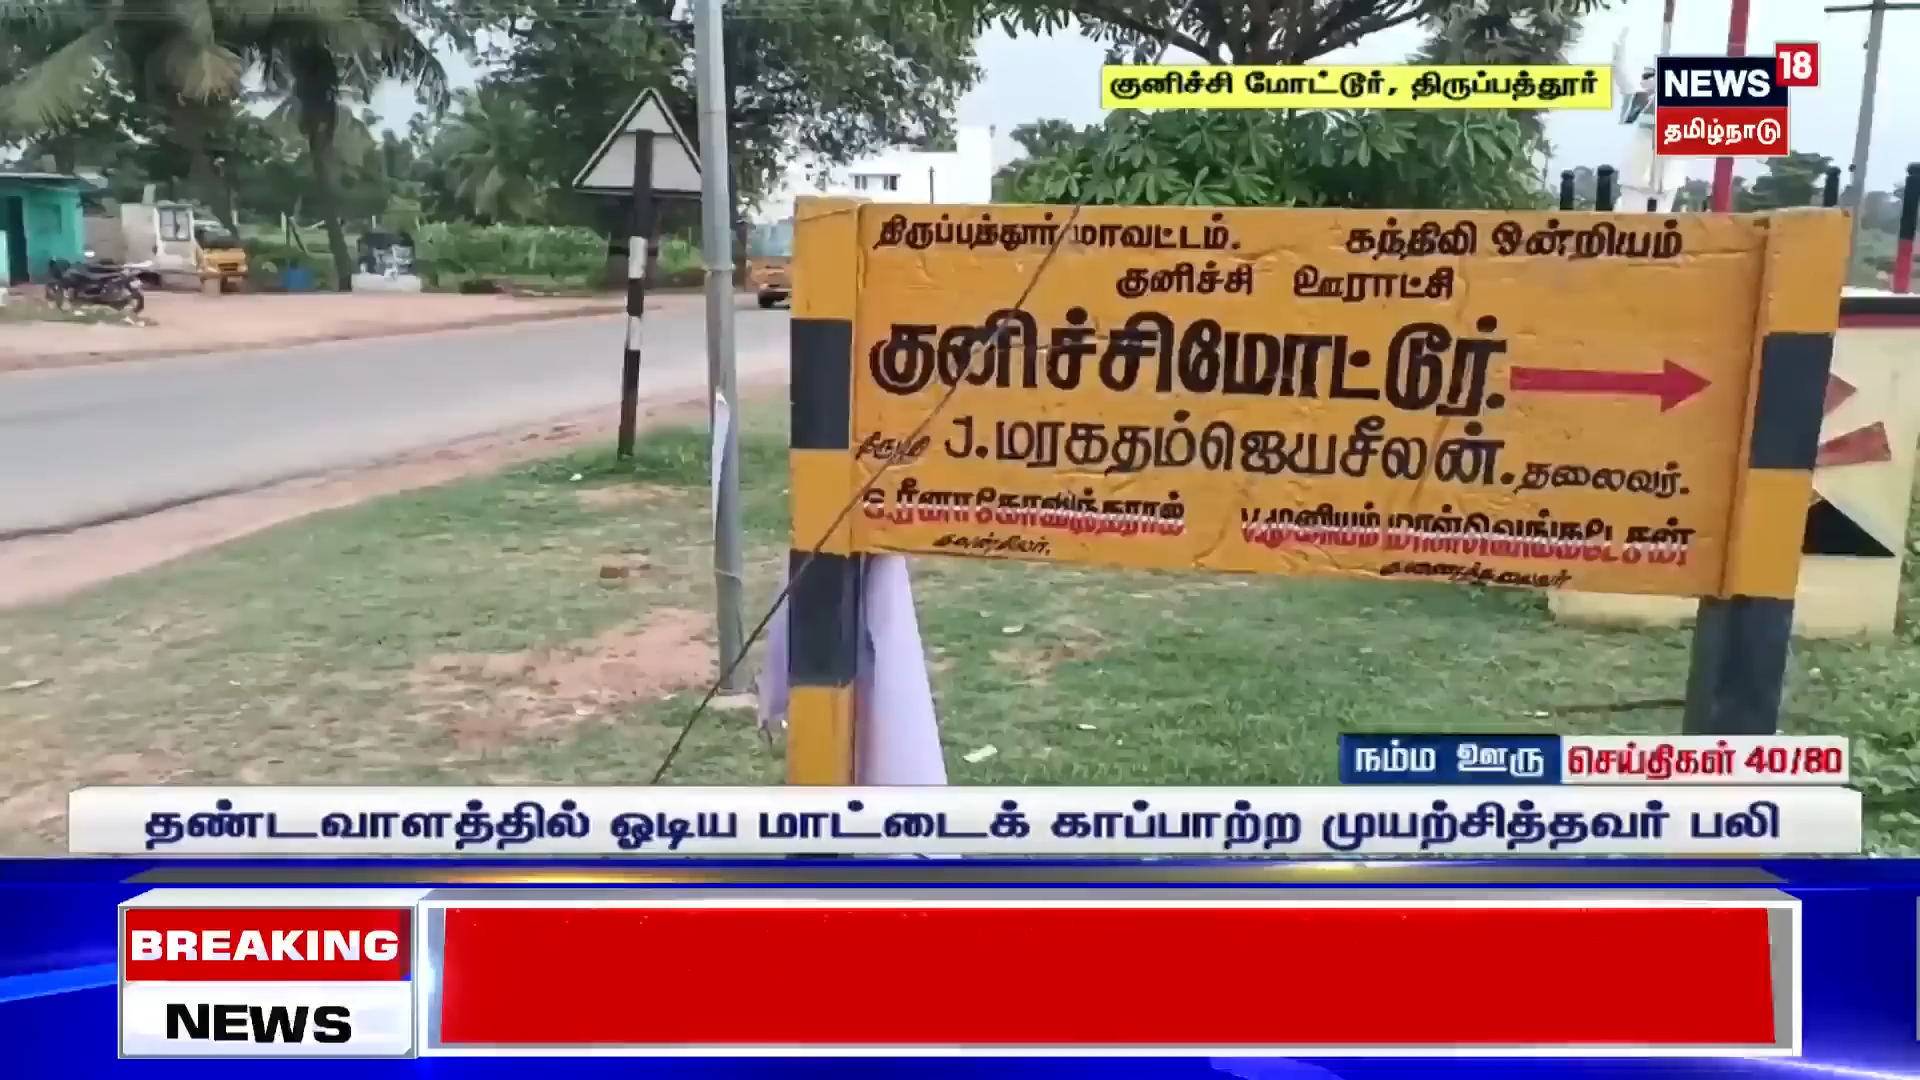 குனிச்சி மோட்டூர், திருப்பத்தூர்
NEWS 18
தமிழ்நாடு
திருப்பத்தூர் மாவட்டம். கந்திலி ஒன்றியம்
குனிச்சி ஊராட்சி
குனிச்சிமோட்டூர்.
J.மரகதம்ஜெயசீலன்.தலைவர்.
நம்ம ஊரு செய்திகள் 40/80
தண்டவாளத்தில் ஓடிய மாட்டைக் காப்பாற்ற முயற்சித்தவர் பலி
BREAKING
NEWS